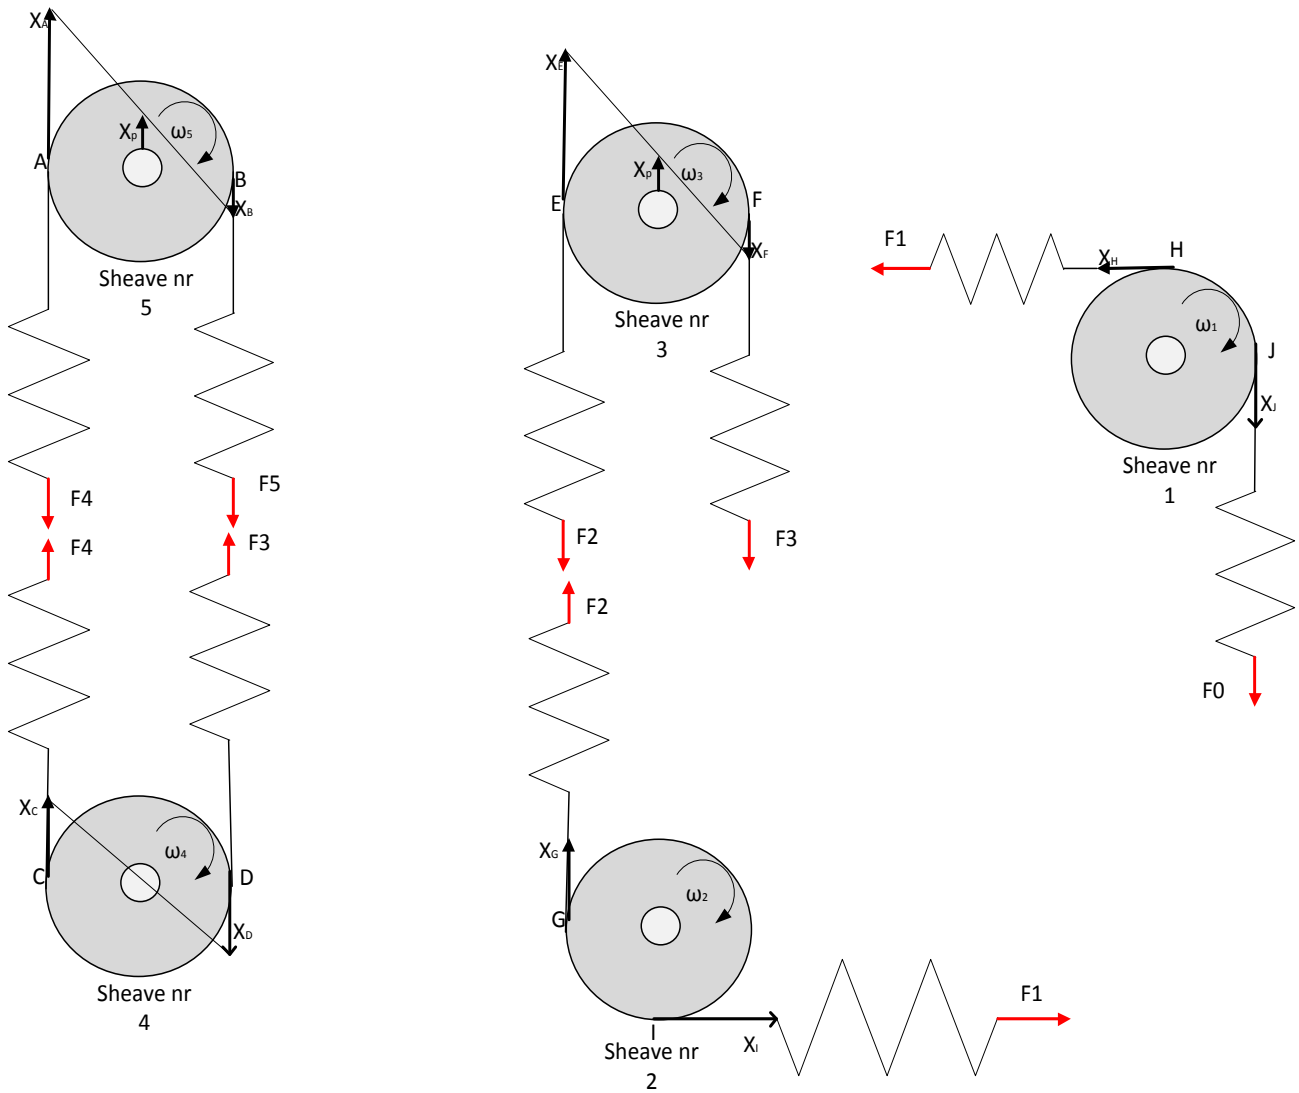 XA
XP
ω5
A
B
XB
Sheave nr
5
F4
F5
F4
F3
XC
ω4
C
D
XD
Sheave nr
4
XE
Xp
ω3
E
F
XF
Sheave nr
3
F2
F3
F2
XG
ω2
G
I
Sheave nr
2
XI
F1
F1
XH
H
ω1
J
XJ
Sheave nr
1
F0